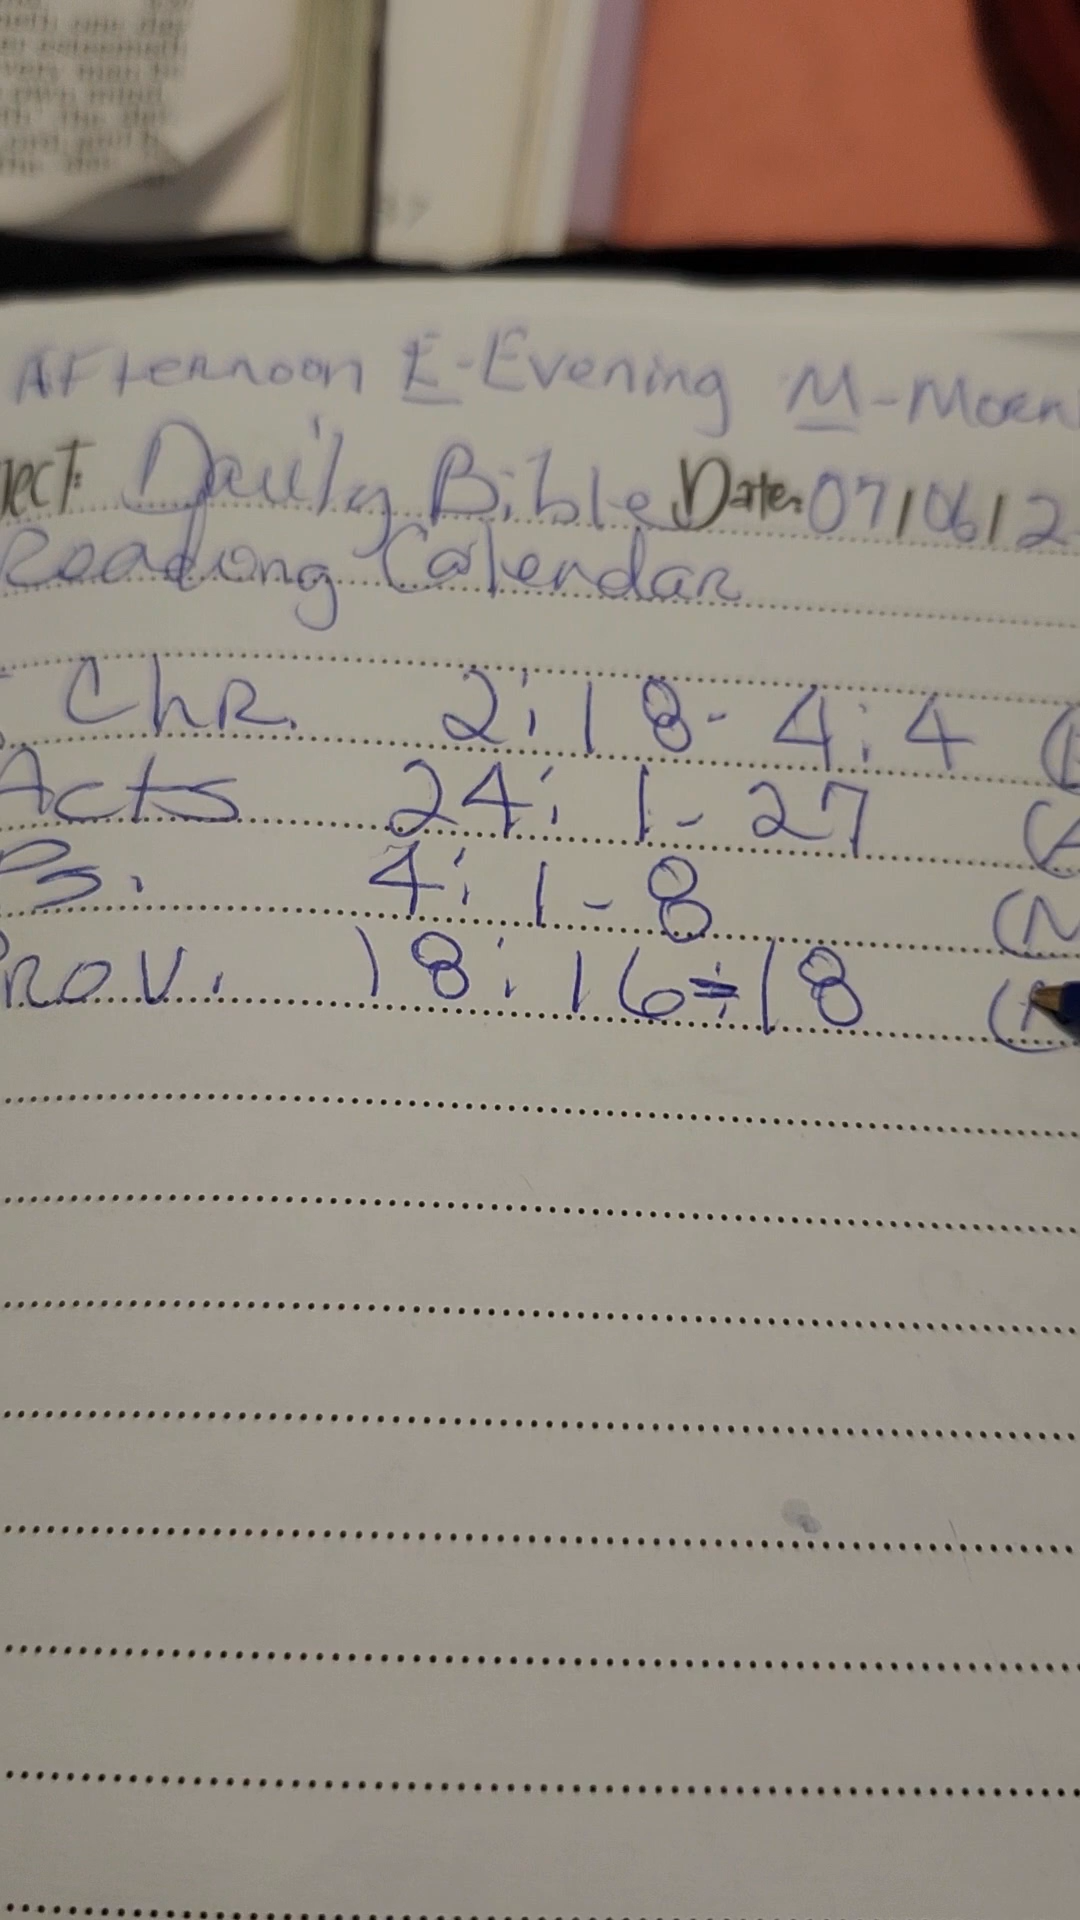 Afternoon E-Evening M-Morn
ject: Daily Bible Date: 07/06/2
Reading Calendar
Chr. 2:18-4:4 (E
Acts 24:1-27 (A
Ps. 4:1-8 (M
Prov. 18:16-18 (